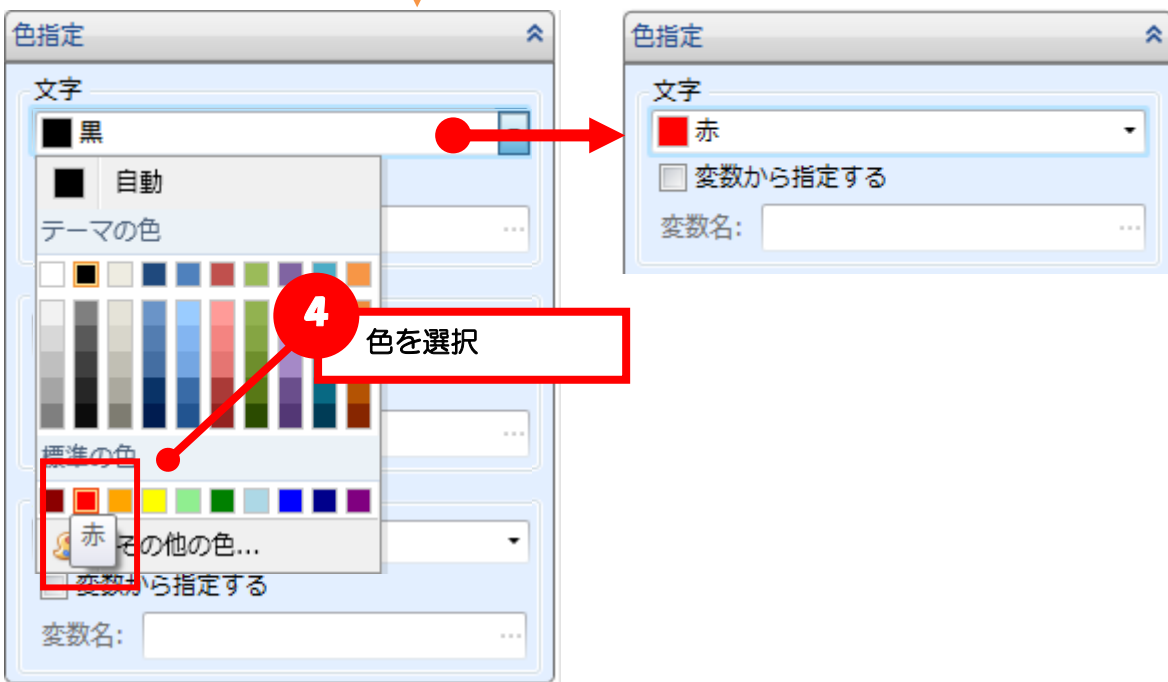 色指定
文字
黒
自動
テーマの色
標準の色
赤
その他の色...
変数から指定する
変数名:
...
...
...
4
色を選択
色指定
文字
赤
変数から指定する
変数名:
...